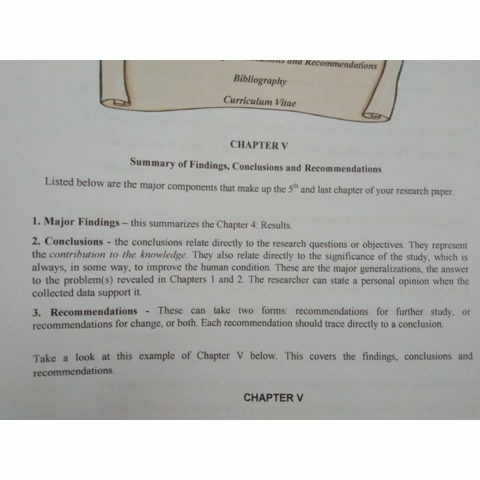 and Recommendations
Bibliography
Curriculum Vitae
CHAPTER V
Summary of Findings, Conclusions and Recommendations
Listed below are the major components that make up the 5th and last chapter of your research paper.
1. Major Findings – this summarizes the Chapter 4: Results.
2. Conclusions - the conclusions relate directly to the research questions or objectives. They represent
the contribution to the knowledge. They also relate directly to the significance of the study, which is
always, in some way, to improve the human condition. These are the major generalizations, the answer
to the problem(s) revealed in Chapters 1 and 2. The researcher can state a personal opinion when the
collected data support it.
3. Recommendations - These can take two forms: recommendations for further study, or
recommendations for change, or both. Each recommendation should trace directly to a conclusion.
Take a look at this example of Chapter V below. This covers the findings, conclusions and
recommendations.
CHAPTER V